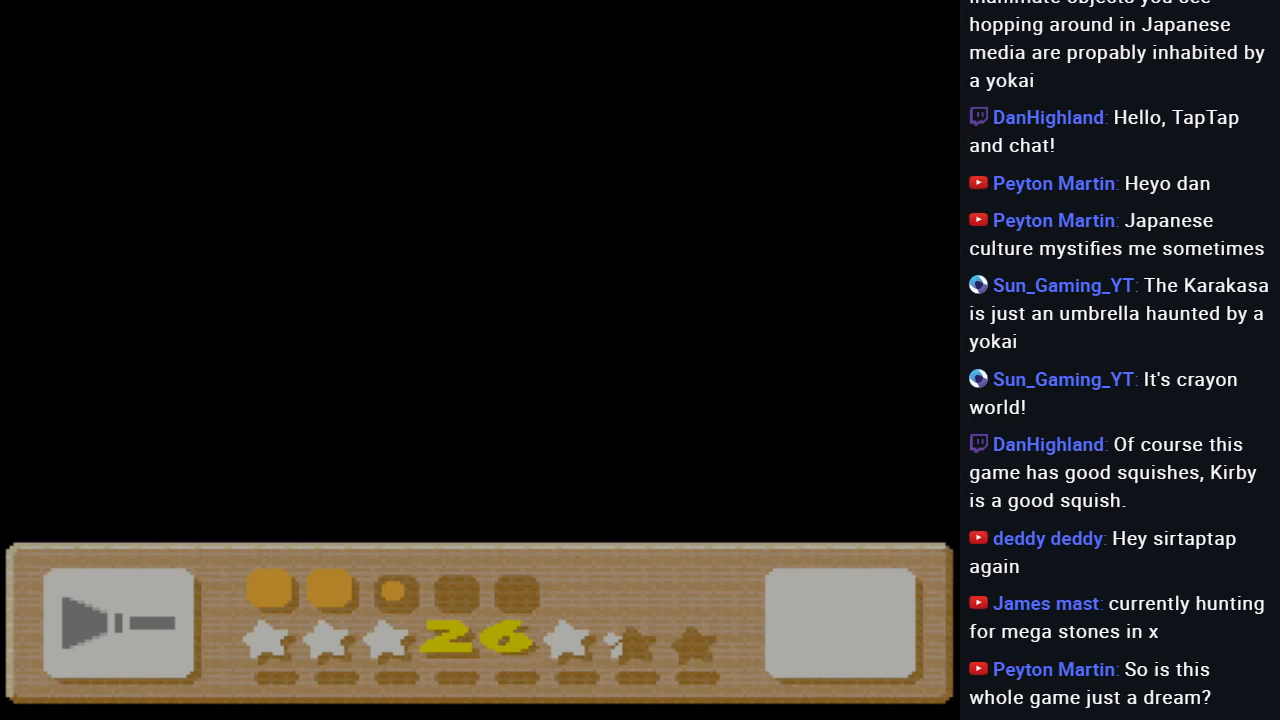 hopping around in Japanese
media are propably inhabited by
a yokai
DanHighland: Hello, TapTap
and chat!
Peyton Martin: Heyo dan
Peyton Martin: Japanese
culture mystifies me sometimes
Sun_Gaming_YT: The Karakasa
is just an umbrella haunted by a
yokai
Sun_Gaming_YT: It's crayon
world!
DanHighland: Of course this
game has good squishes, Kirby
is a good squish.
deddy deddy: Hey sirtaptap
again
James mast: currently hunting
for mega stones in x
Peyton Martin: So is this
whole game just a dream?
26